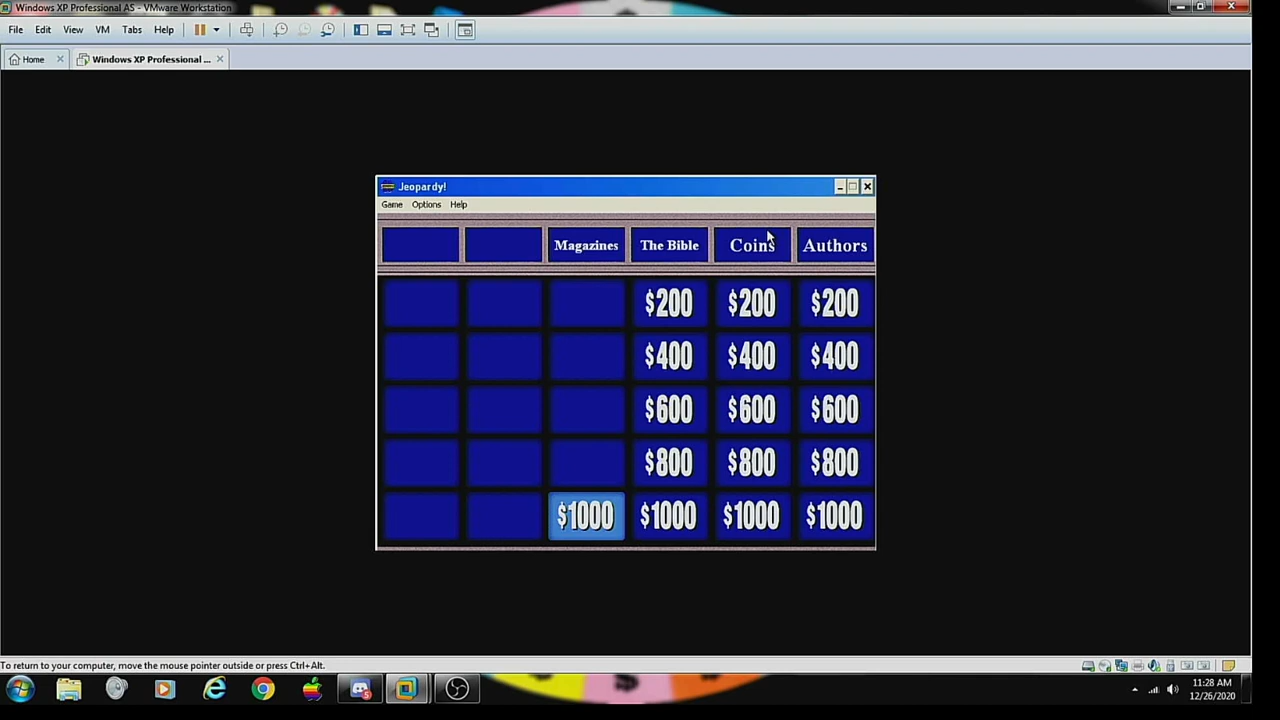 Windows XP Professional AS - VMware Workstation
File Edit View VM Tabs Help
Home Windows XP Professional ...
Jeopardy!
Game Options Help
Magazines The Bible Coins Authors
$200 $200 $200
$400 $400 $400
$600 $600 $600
$800 $800 $800
$1000 $1000 $1000 $1000
To return to your computer, move the mouse pointer outside or press Ctrl+Alt.
5
11:28 AM
12/26/2020